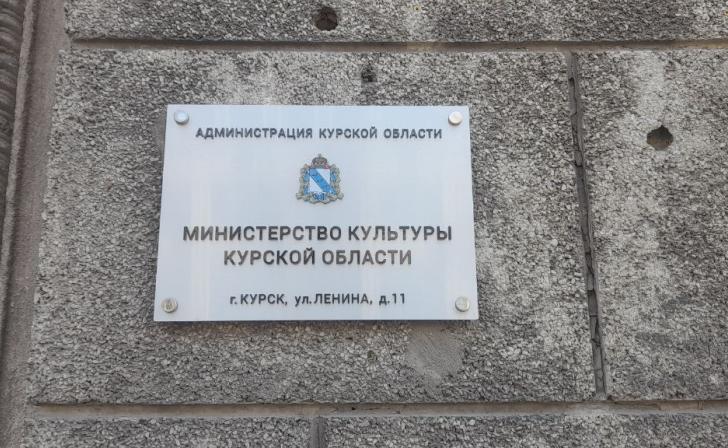 АДМИНИСТРАЦИЯ КУРСКОЙ ОБЛАСТИ
МИНИСТЕРСТВО КУЛЬТУРЫ
КУРСКОЙ ОБЛАСТИ
г.КУРСК, ул.ЛЕНИНА, д.11